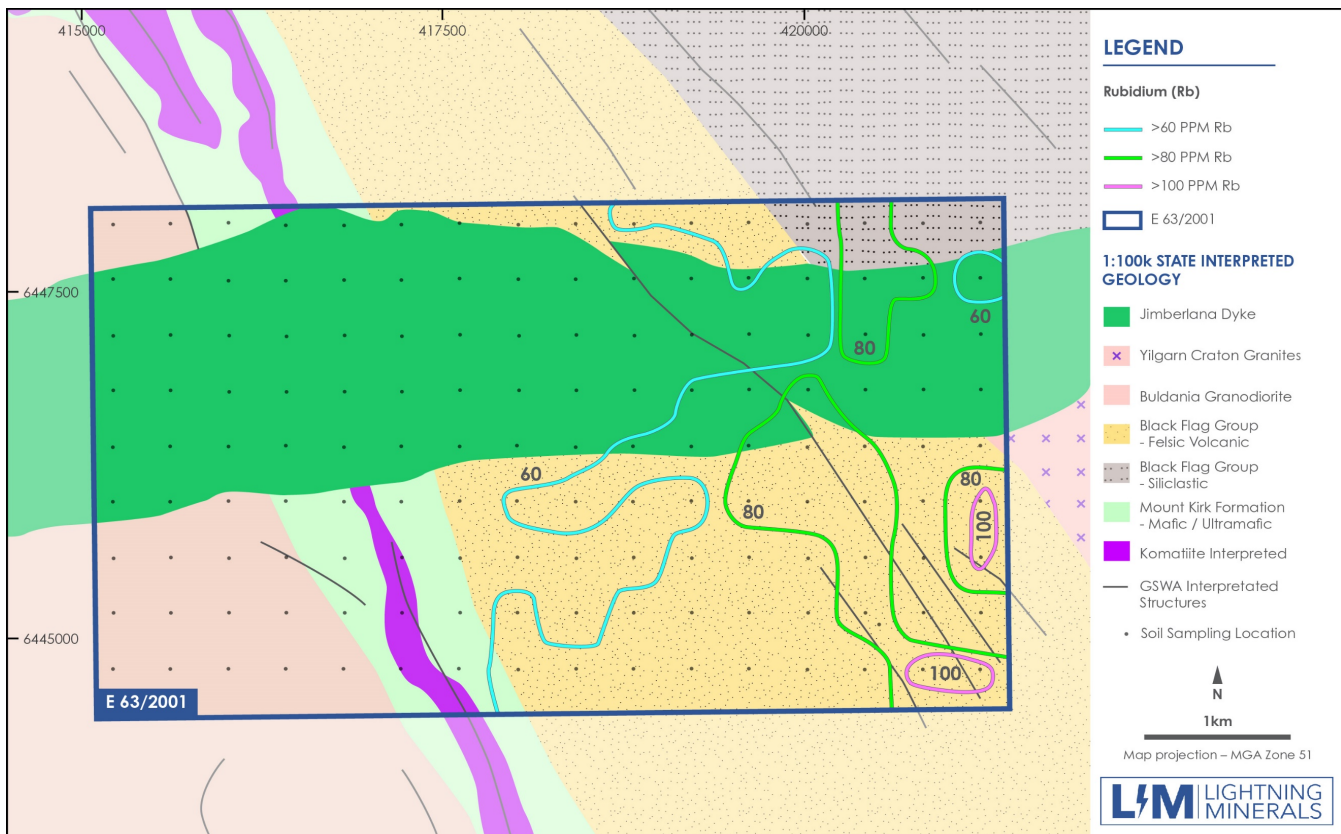 415000
417500
420000
6447500
6445000
60
80
60
80
80
100
100
E 63/2001
LEGEND
Rubidium (Rb)
>60 PPM Rb
>80 PPM Rb
>100 PPM Rb
E 63/2001
1:100k STATE INTERPRETED
GEOLOGY
Jimberlana Dyke
Yilgarn Craton Granites
Buldania Granodiorite
Black Flag Group
- Felsic Volcanic
Black Flag Group
- Siliclastic
Mount Kirk Formation
- Mafic / Ultramafic
Komatiite Interpreted
GSWA Interpretated
Structures
Soil Sampling Location
N
1km
Map projection – MGA Zone 51
LM LIGHTNING
MINERALS